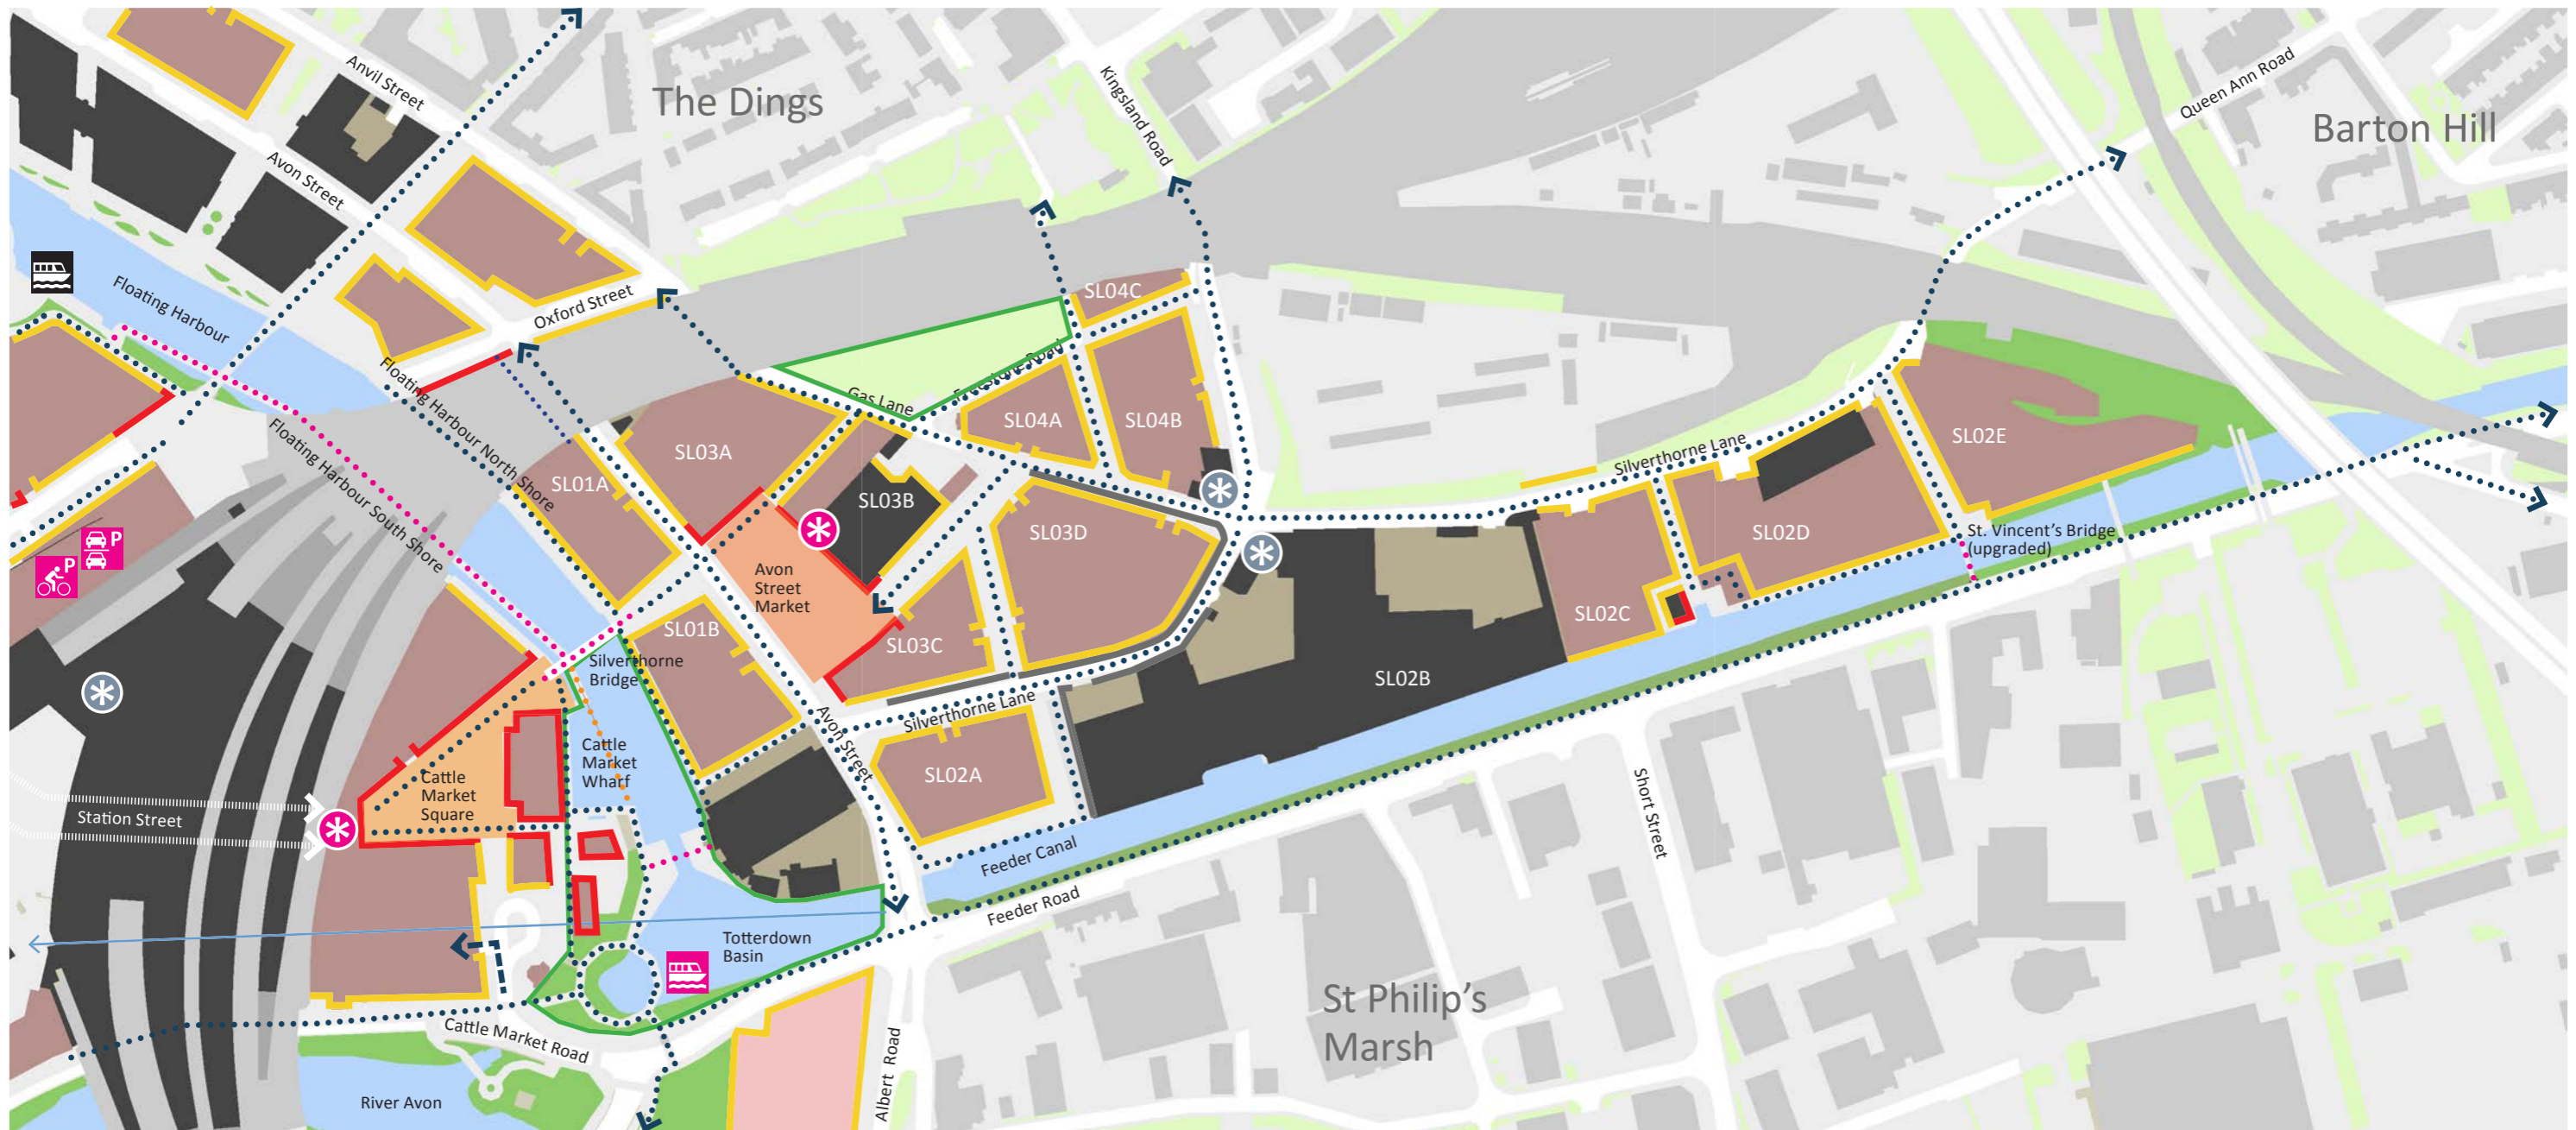 Anvil Street
The Dings
Kingsland Road
Queen Ann Road
Barton Hill
Avon Street
Floating Harbour
Oxford Street
SL04C
Floating Harbour North Shore
Gas Lane
Road
SL04A
SL04B
Floating Harbour South Shore
SL03A
SL01A
SL03B
SL03D
Silverthorne Lane
SL02E
SL02D
St. Vincent's Bridge
(upgraded)
P
P
Avon
Street
Market
SL01B
SL03C
SL02C
Silverthorne
Bridge
SL02B
Silverthorne Lane
Avon Street
Cattle
Market
Wharf
Cattle
Market
Square
SL02A
Short Street
Station Street
Feeder Canal
Feeder Road
Totterdown
Basin
St Philip's
Marsh
Cattle Market Road
Albert Road
River Avon